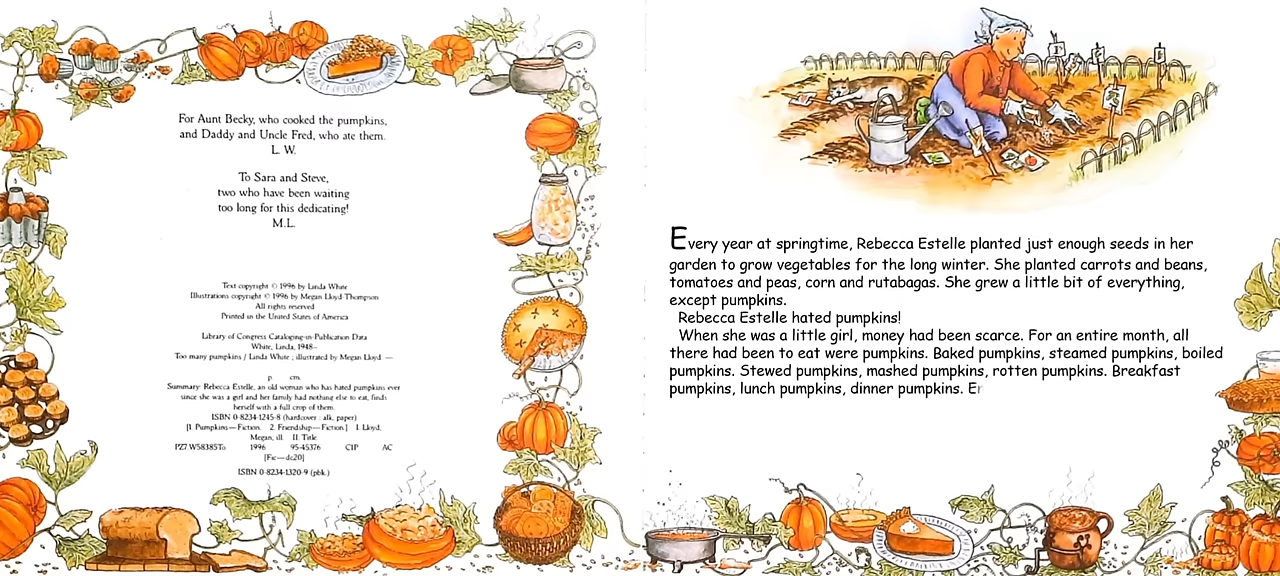 For Aunt Becky, who cooked the pumpkins,
and Daddy and Uncle Fred, who ate them.
L. W.
To Sara and Steve,
two who have been waiting
too long for this dedicating!
M.L.
Text copyright © 1996 by Linda White
Illustrations copyright © 1996 by Megan Lloyd Thompson
All rights reserved
Printed in the United States of America
Library of Congress Cataloging-in-Publication Data
White, Linda, 1948–
Too many pumpkins / Linda White ; illustrated by Megan Lloyd —
p. cm.
Summary: Rebecca Estelle, an old woman who has hated pumpkins ever
since she was a girl and her family had nothing else to eat, finds
herself with a full crop of them.
ISBN 0-8234-1245-8 (hardcover : alk. paper)
[1. Pumpkins—Fiction. 2. Friendship—Fiction.] I. Lloyd,
Megan, ill. II. Title.
PZ7.W58385To 1996 95-45376 CIP AC
[Fic—dc20]
ISBN 0-8234-1320-9 (pbk.)
Every year at springtime, Rebecca Estelle planted just enough seeds in her
garden to grow vegetables for the long winter. She planted carrots and beans,
tomatoes and peas, corn and rutabagas. She grew a little bit of everything,
except pumpkins.
Rebecca Estelle hated pumpkins!
When she was a little girl, money had been scarce. For an entire month, all
there had been to eat were pumpkins. Baked pumpkins, steamed pumpkins, boiled
pumpkins. Stewed pumpkins, mashed pumpkins, rotten pumpkins. Breakfast
pumpkins, lunch pumpkins, dinner pumpkins. Er